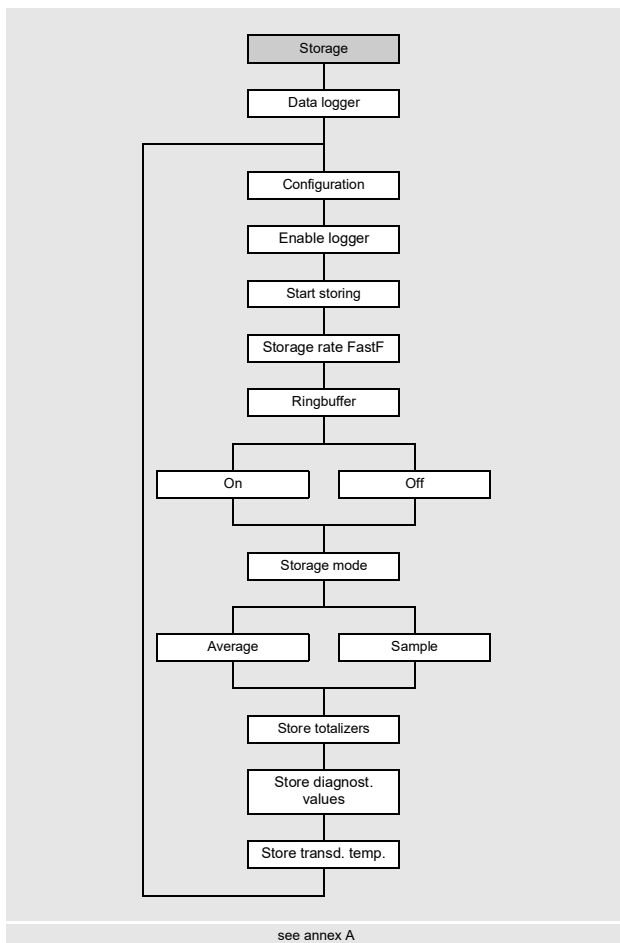 Storage
Data logger
Configuration
Enable logger
Start storing
Storage rate FastF
Ringbuffer
On
Off
Storage mode
Average
Sample
Store totalizers
Store diagnost.
values
Store transd. temp.
see annex A